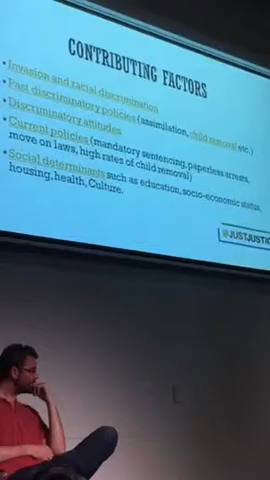 CONTRIBUTING FACTORS
• Invasion and racial discrimination
• Past discriminatory policies (assimilation, child removal etc.)
• Discriminatory attitudes
• Current policies (mandatory sentencing, paperless arrests,
move on laws, high rates of child removal)
• Social determinants such as education, socio-economic status,
housing, health, Culture.
#JUSTJUSTIC